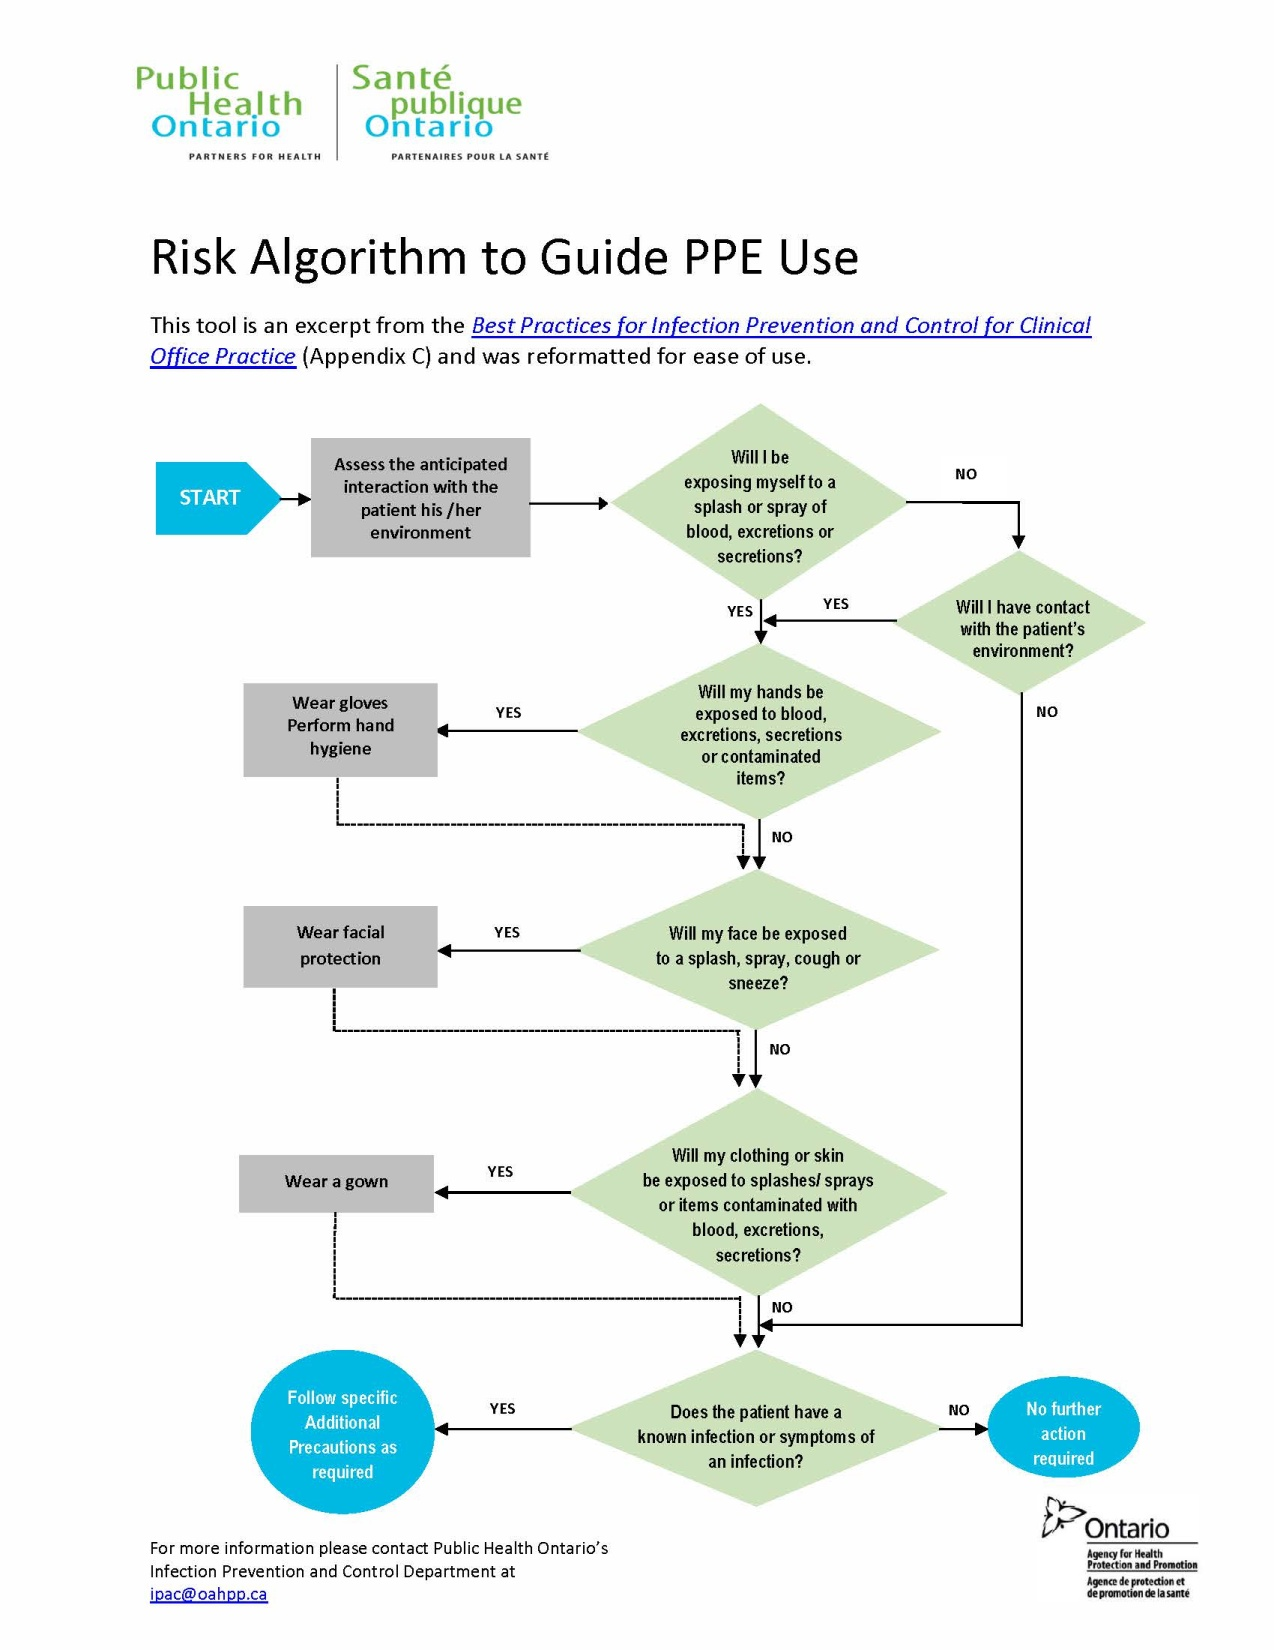 Public
Health
Ontario
PARTNERS FOR HEALTH
Santé
publique
Ontario
PARTENAIRES POUR LA SANTÉ
Risk Algorithm to Guide PPE Use
This tool is an excerpt from the Best Practices for Infection Prevention and Control for Clinical
Office Practice (Appendix C) and was reformatted for ease of use.
START
Assess the anticipated
interaction with the
patient his /her
environment
Will I be
exposing myself to a
splash or spray of
blood, excretions or
secretions?
NO
YES
YES
Will I have contact
with the patient's
environment?
NO
Wear gloves
Perform hand
hygiene
YES
Will my hands be
exposed to blood,
excretions, secretions
or contaminated
items?
NO
Wear facial
protection
YES
Will my face be exposed
to a splash, spray, cough or
sneeze?
NO
Wear a gown
YES
Will my clothing or skin
be exposed to splashes/ sprays
or items contaminated with
blood, excretions,
secretions?
NO
Follow specific
Additional
Precautions as
required
YES
Does the patient have a
known infection or symptoms of
an infection?
NO
No further
action
required
For more information please contact Public Health Ontario's
Infection Prevention and Control Department at
ipac@oahpp.ca
Ontario
Agency for Health
Protection and Promotion
Agence de protection et
de promotion de la santé